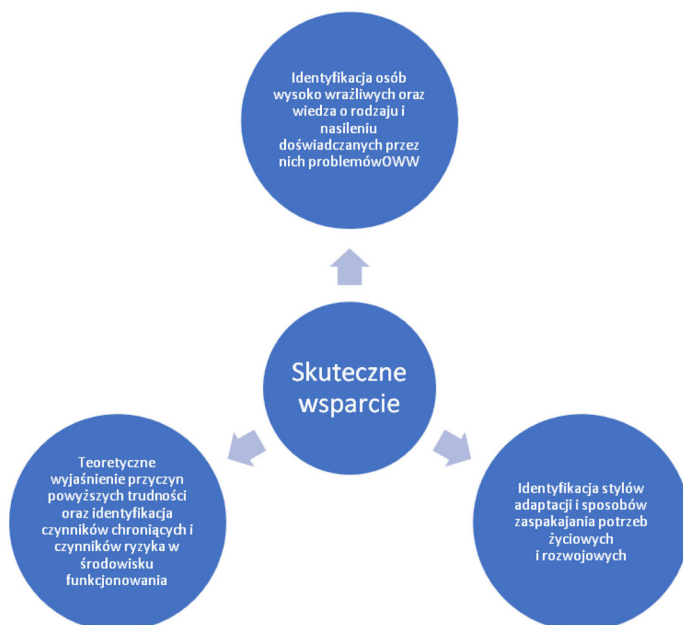 Identyfikacja osób
wysoko wrażliwych oraz
wiedza o rodzaju i
nasileniu
doświadczanych przez
nich problemówOWW
Skuteczne
wsparcie
Teoretyczne
wyjaśnienie przyczyn
powyższych trudności
oraz identyfikacja
czynników chroniących i
czynników ryzyka w
środowisku
funkcjonowania
Identyfikacja stylów
adaptacji i sposobów
zaspakajania potrzeb
życiowych
i rozwojowych